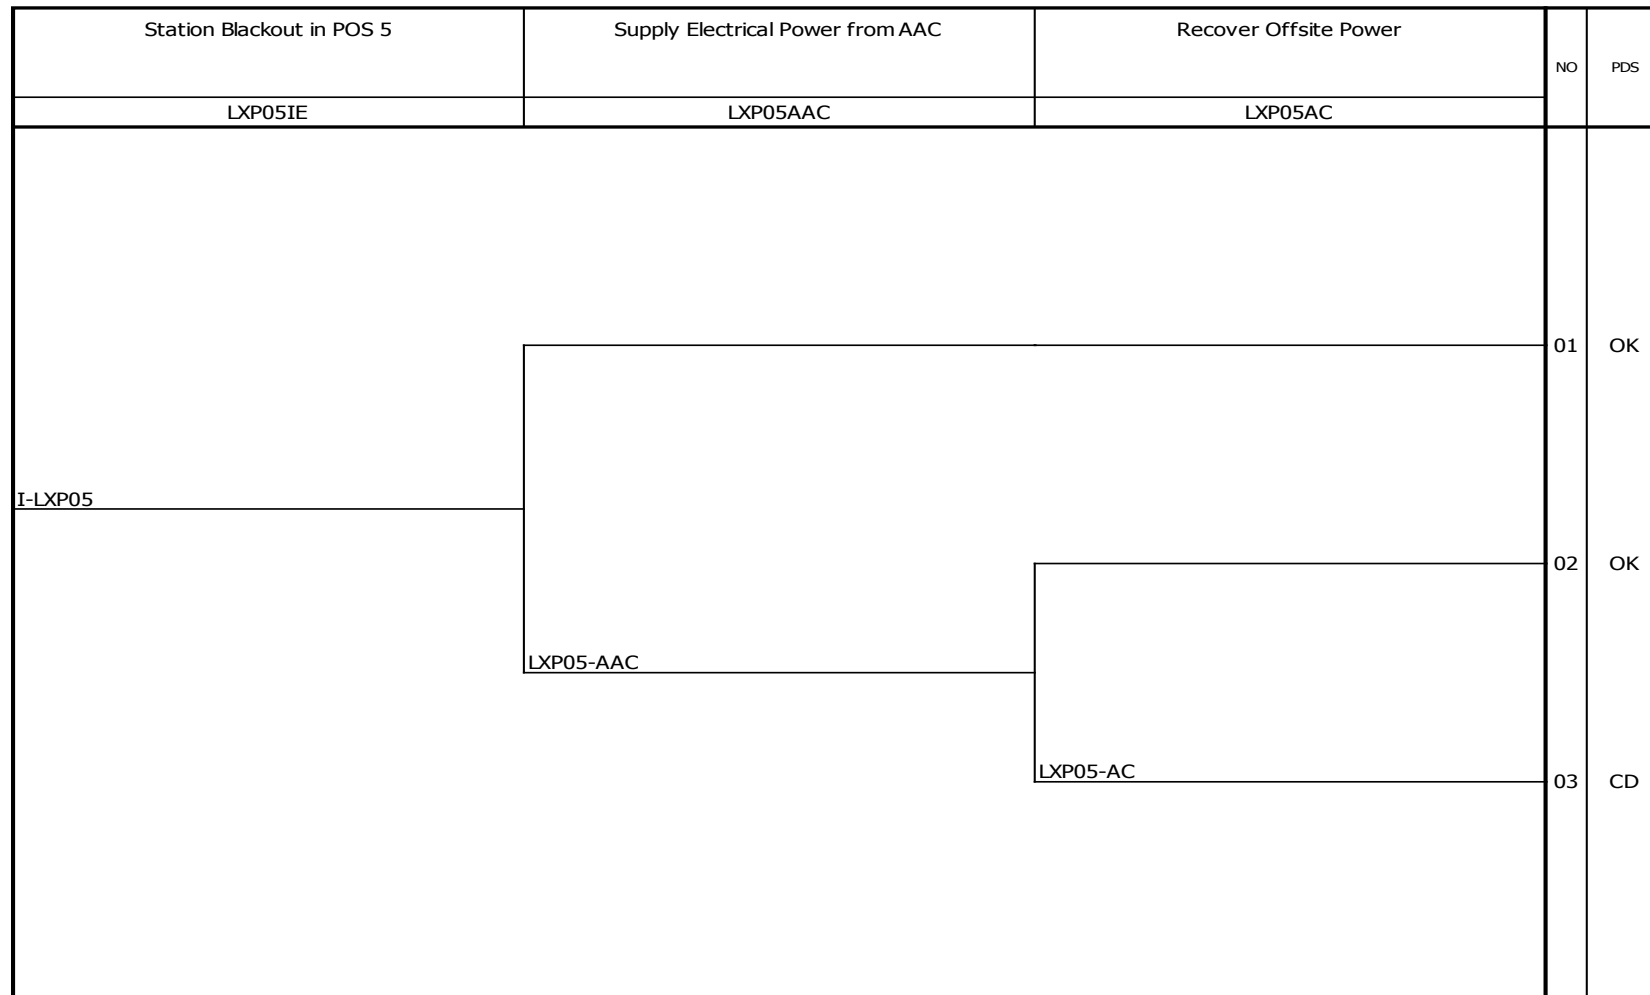 Station Blackout in POS 5
Supply Electrical Power from AAC
Recover Offsite Power
NO
PDS
LXP05IE
LXP05AAC
LXP05AC
01
OK
I-LXP05
02
OK
LXP05-AAC
LXP05-AC
03
CD